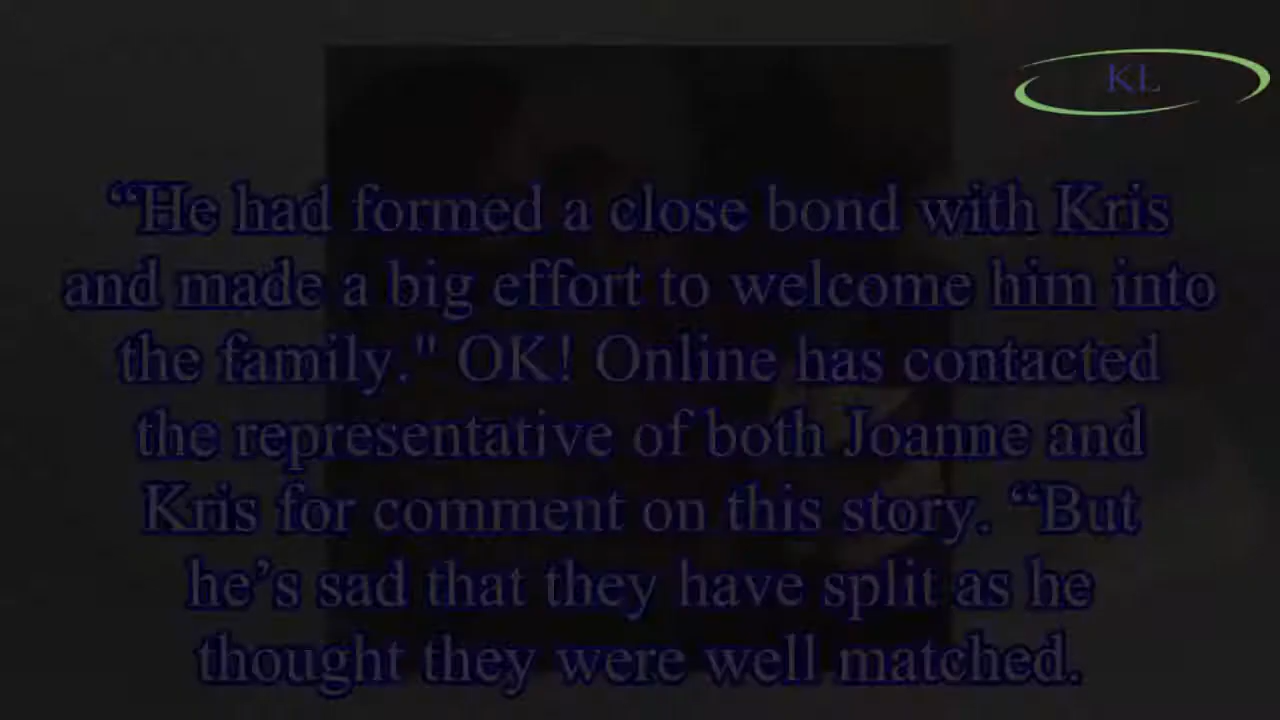 KL
“He had formed a close bond with Kris
and made a big effort to welcome him into
the family." OK! Online has contacted
the representative of both Joanne and
Kris for comment on this story. “But
he’s sad that they have split as he
thought they were well matched.